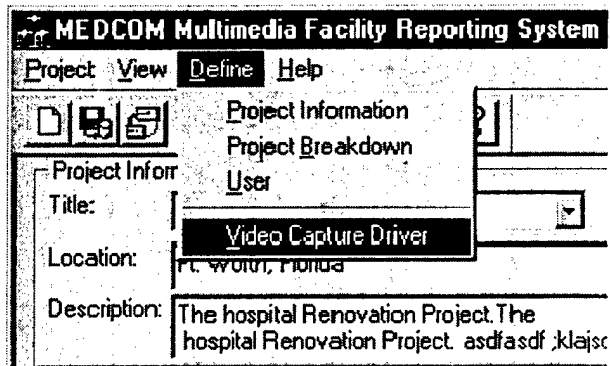 MEDCOM Multimedia Facility Reporting System
Project View Define Help
Project Information
Project Breakdown
User
Video Capture Driver
Project Infor
Title:
Location: Ft. Worth, Florida
Description: The hospital Renovation Project.The
hospital Renovation Project. asdfasdf ;klajsc